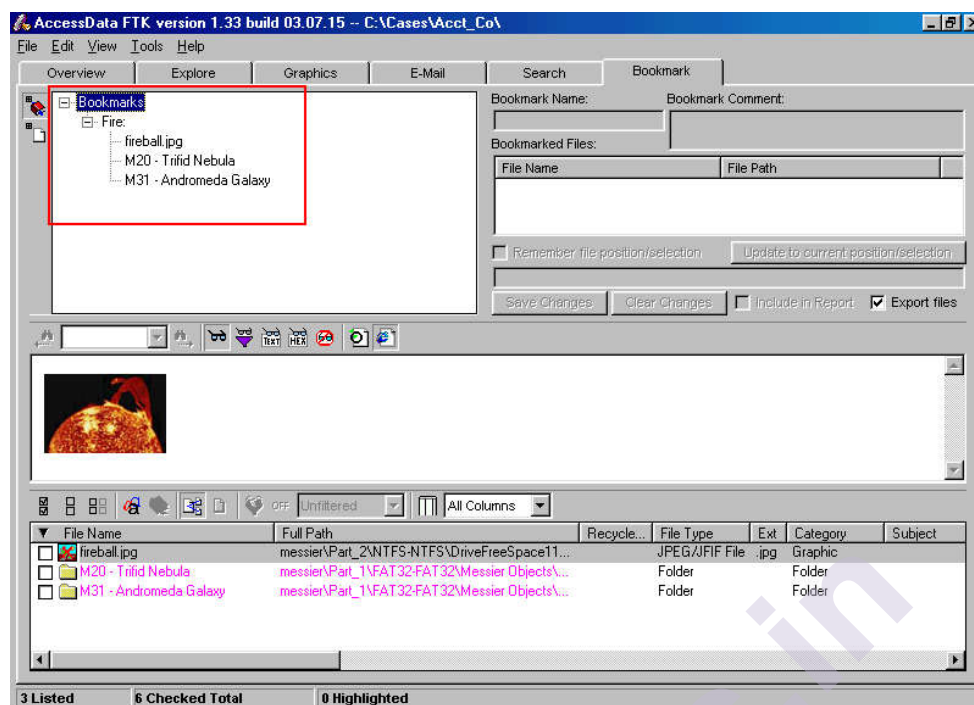 AccessData FTK version 1.33 build 03.07.15 -- C:\Cases\Acct_Co\
File Edit View Tools Help
Overview Explore Graphics E-Mail Search Bookmark
Bookmarks
Fire:
fireball.jpg
M20 - Trifid Nebula
M31 - Andromeda Galaxy
Bookmark Name: Bookmark Comment:
Bookmarked Files:
File Name File Path
Remember file position/selection Update to current position/selection
Save Changes Clear Changes Include in Report Export files
TEXT HEX
OFF Unfiltered All Columns
File Name Full Path Recycle... File Type Ext Category Subject
fireball.jpg messier\Part_2\NTFS-NTFS\DriveFreeSpace11... JPEG/JFIF File .jpg Graphic
M20 - Trifid Nebula messier\Part_1\FAT32-FAT32\Messier Objects\... Folder Folder
M31 - Andromeda Galaxy messier\Part_1\FAT32-FAT32\Messier Objects\... Folder Folder
3 Listed 6 Checked Total 0 Highlighted